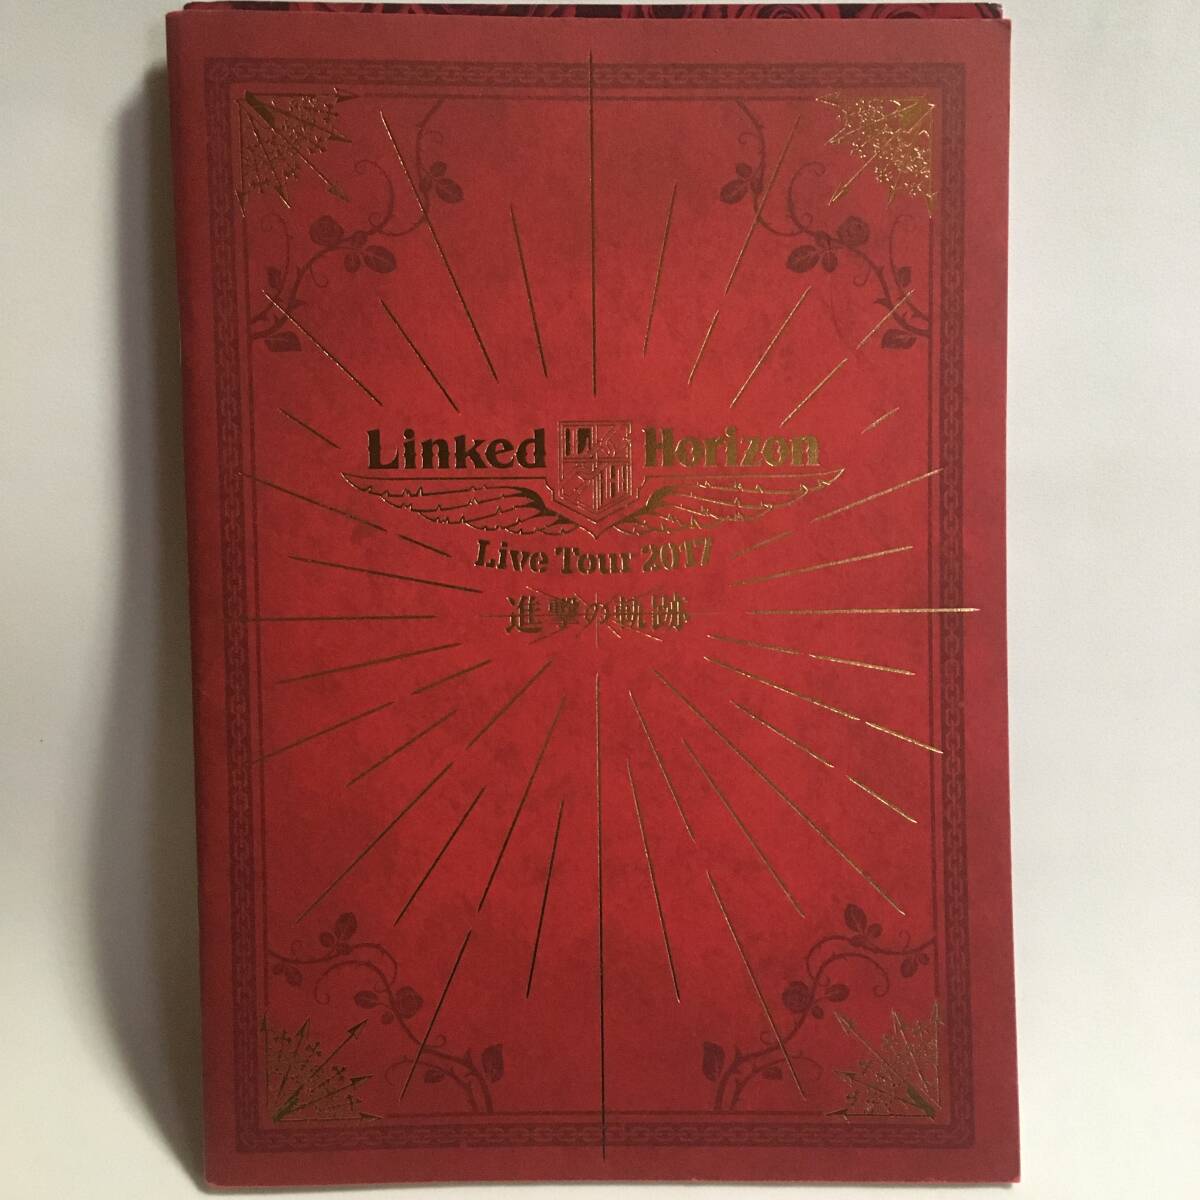 Linked Horizon
Live Tour 2017
進撃の軌跡